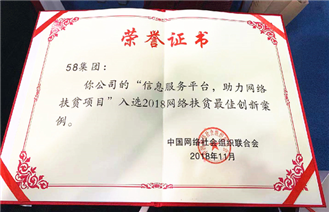 荣誉证书
58集团：
你公司的“信息服务平台，助力网络
扶贫项目”入选2018网络扶贫最佳创新案
例。
中国网络社会组织联合会
2018年11月